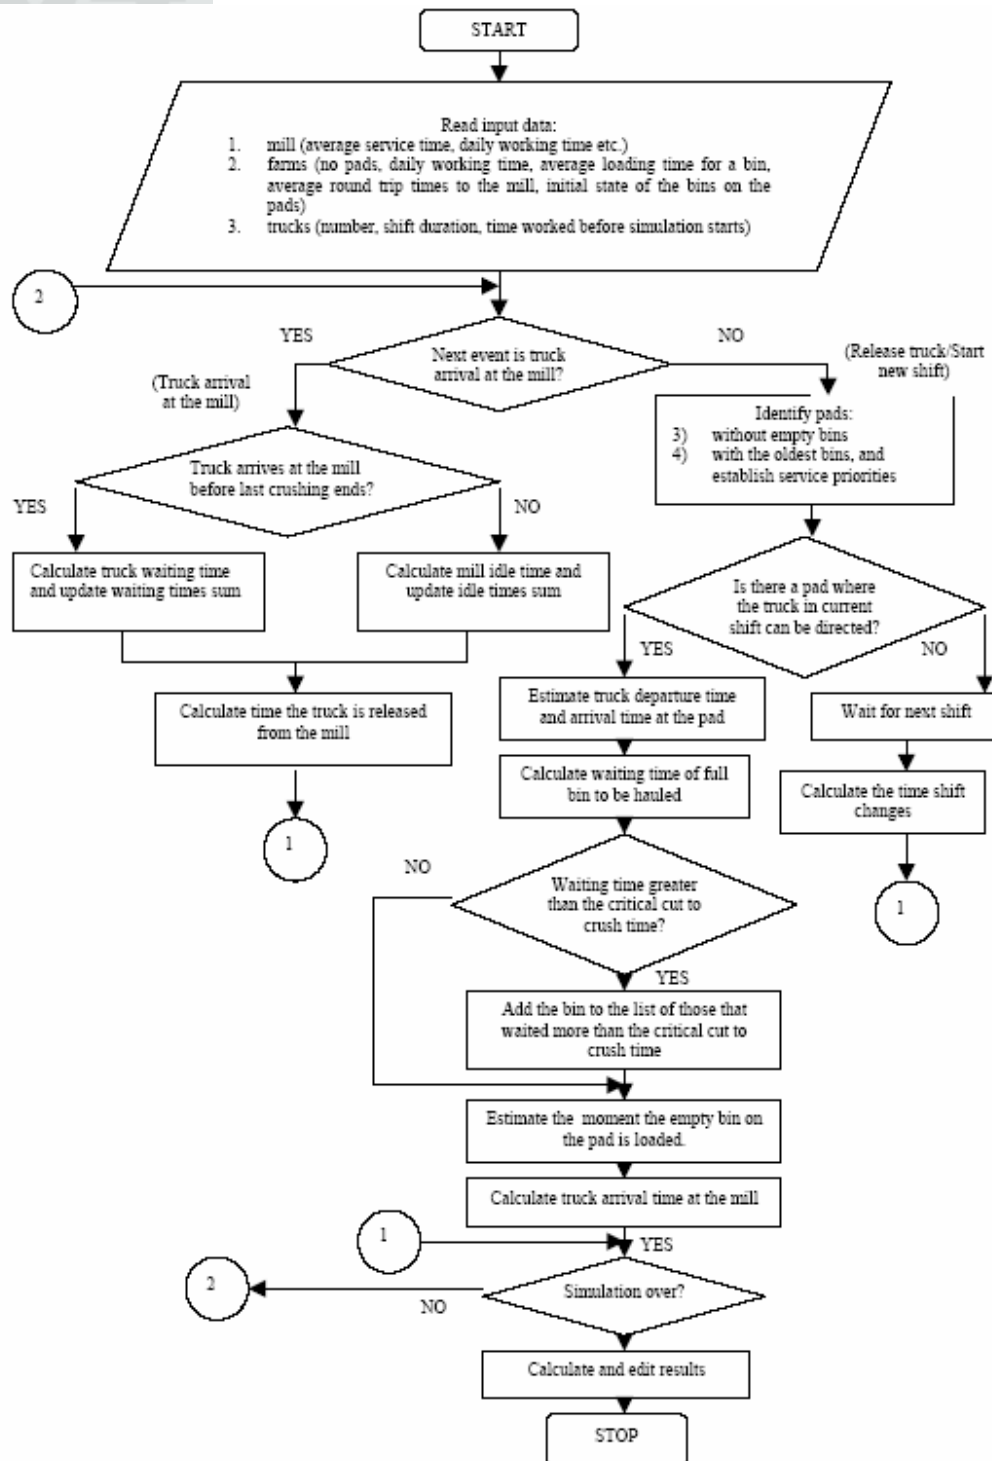 START
Read input data:
1. mill (average service time, daily working time etc.)
2. farms (no pads, daily working time, average loading time for a bin,
average round trip times to the mill, initial state of the bins on the
pads)
3. trucks (number, shift duration, time worked before simulation starts)
2
YES
NO
Next event is truck
arrival at the mill?
(Truck arrival
at the mill)
(Release truck/Start
new shift)
Identify pads:
3) without empty bins
4) with the oldest bins, and
establish service priorities
Truck arrives at the mill
before last crushing ends?
YES
NO
Calculate truck waiting time
and update waiting times sum
Calculate mill idle time and
update idle times sum
Is there a pad where
the truck in current
shift can be directed?
YES
NO
Calculate time the truck is released
from the mill
1
Estimate truck departure time
and arrival time at the pad
Wait for next shift
Calculate waiting time of full
bin to be hauled
Calculate the time shift
changes
1
NO
Waiting time greater
than the critical cut to
crush time?
YES
Add the bin to the list of those that
waited more than the critical cut to
crush time
Estimate the moment the empty bin on
the pad is loaded.
Calculate truck arrival time at the mill
1
YES
2
NO
Simulation over?
Calculate and edit results
STOP